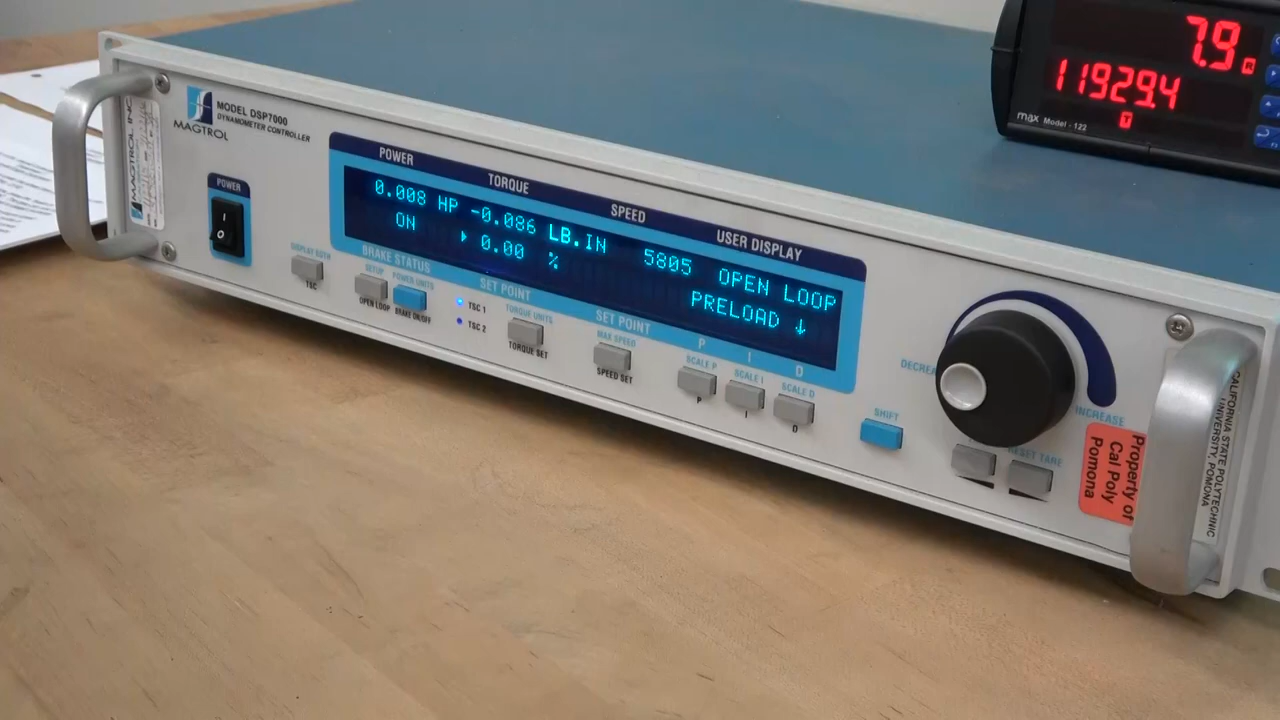 7.9 R
119294
T
max Model - 122
MAGTROL
MODEL DSP7000
DYNAMOMETER CONTROLLER
MAGTROL INC
POWER
I
O
POWER TORQUE SPEED USER DISPLAY
0.008 HP -0.086 LB.IN 5805 OPEN LOOP
ON ▸ 0.00 % PRELOAD ↓
BRAKE STATUS SET POINT SET POINT P I D
DISPLAY BOTH
TSC
SETUP
OPEN LOOP
POWER UNITS
BRAKE ON/OFF
TSC 1
TSC 2
TORQUE UNITS
TORQUE SET
MAX SPEED
SPEED SET
SCALE P
P
SCALE I
I
SCALE D
D
SHIFT
INCREASE
RESET TARE
Property of
Cal Poly
Pomona
CALIFORNIA STATE POLYTECHNIC
UNIVERSITY, POMONA